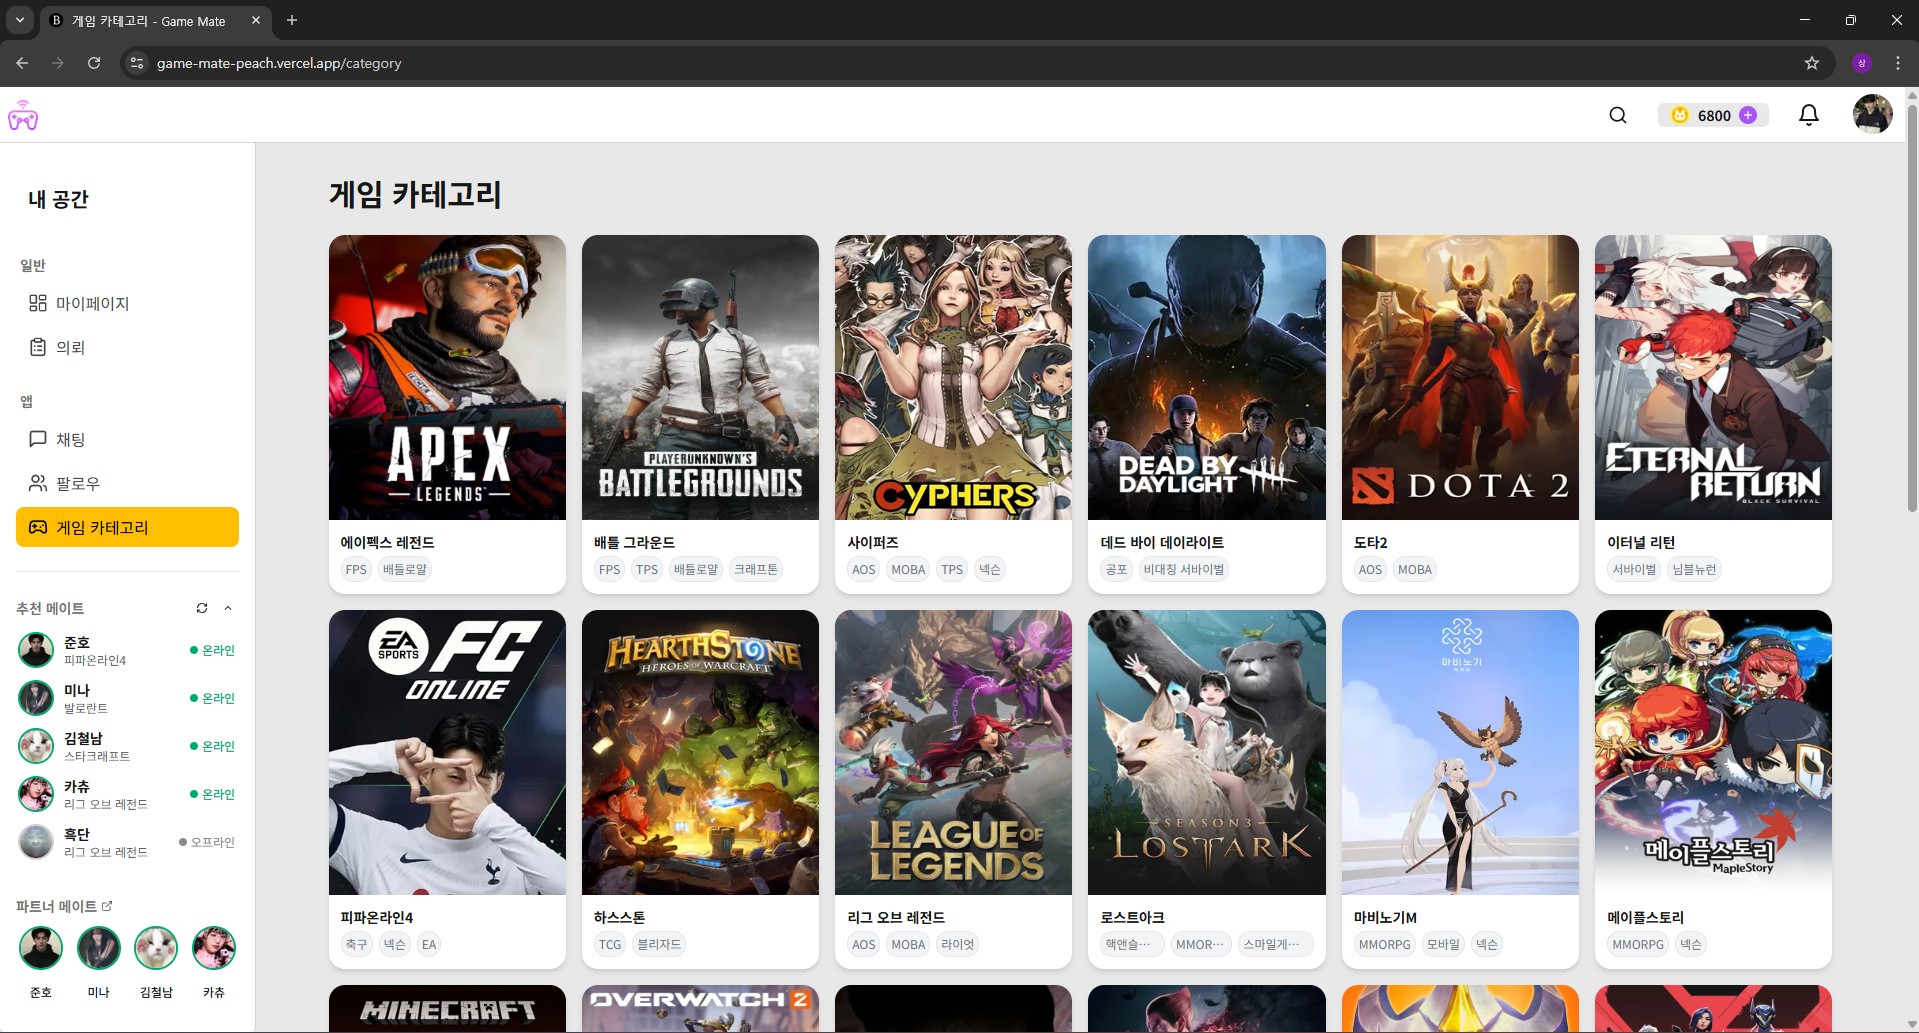 게임 카테고리 - Game Mate
game-mate-peach.vercel.app/category
상
6800
내 공간
일반
마이페이지
의뢰
앱
채팅
팔로우
게임 카테고리
추천 메이트
준호
피파온라인4
온라인
미나
발로란트
온라인
김철남
스타크래프트
온라인
카츄
리그 오브 레전드
온라인
흑단
리그 오브 레전드
오프라인
파트너 메이트
준호
미나
김철남
카츄
게임 카테고리
APEX
LEGENDS
에이펙스 레전드
FPS 배틀로얄
PLAYERUNKNOWN'S
BATTLEGROUNDS
배틀 그라운드
FPS TPS 배틀로얄 크래프톤
CYPHERS
사이퍼즈
AOS MOBA TPS 넥슨
DEAD BY
DAYLIGHT
데드 바이 데이라이트
공포 비대칭 서바이벌
DOTA 2
도타2
AOS MOBA
ETERNAL
RETURN
BLACK SURVIVAL
이터널 리턴
서바이벌 님블뉴런
EA
SPORTS
FC
ONLINE
피파온라인4
축구 넥슨 EA
HEARTHSTONE
HEROES OF WARCRAFT
하스스톤
TCG 블리자드
LEAGUE OF
LEGENDS
리그 오브 레전드
AOS MOBA 라이엇
SEASON3
LOST ARK
로스트아크
핵앤슬··· MMOR··· 스마일게···
마비노기
마비노기M
MMORPG 모바일 넥슨
메이플스토리
MapleStory
메이플스토리
MMORPG 넥슨
MINECRAFT
OVERWATCH 2